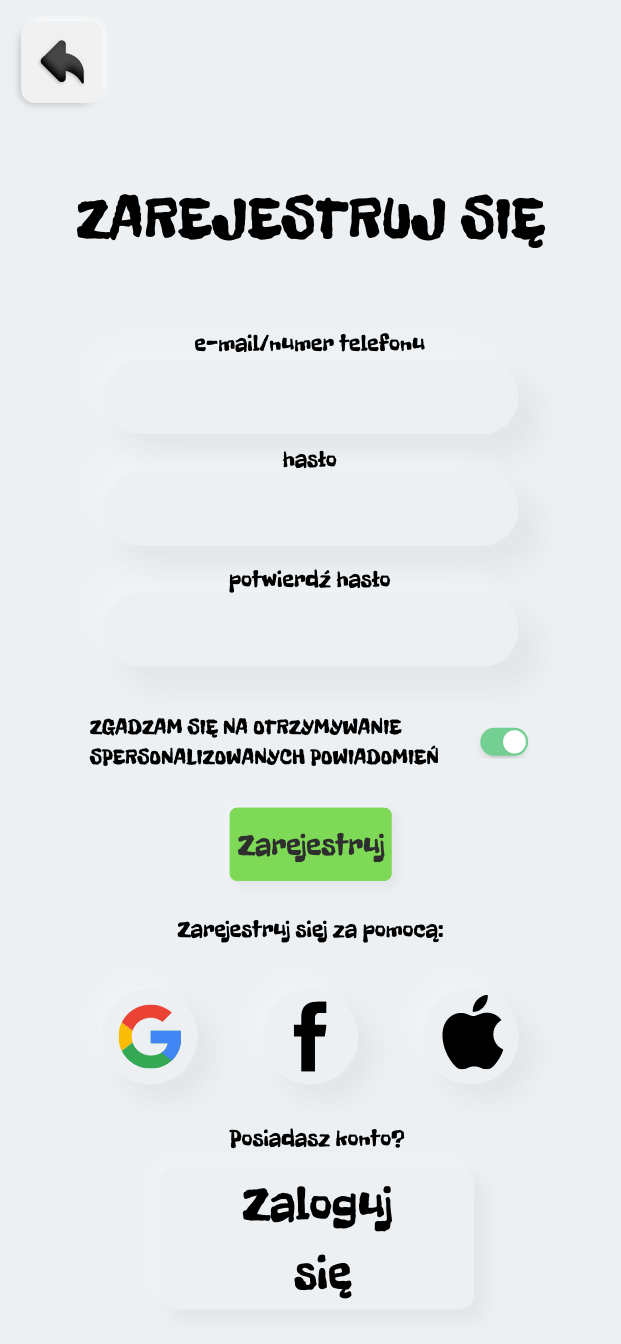 ZAREJESTRUJ SIĘ
e-mail/numer telefonu
hasło
potwierdź hasło
ZGADZAM SIĘ NA OTRZYMYWANIE
SPERSONALIZOWANYCH POWIADOMIEŃ
Zarejestruj
Zarejestruj siej za pomocą:
Posiadasz konto?
Zaloguj
się